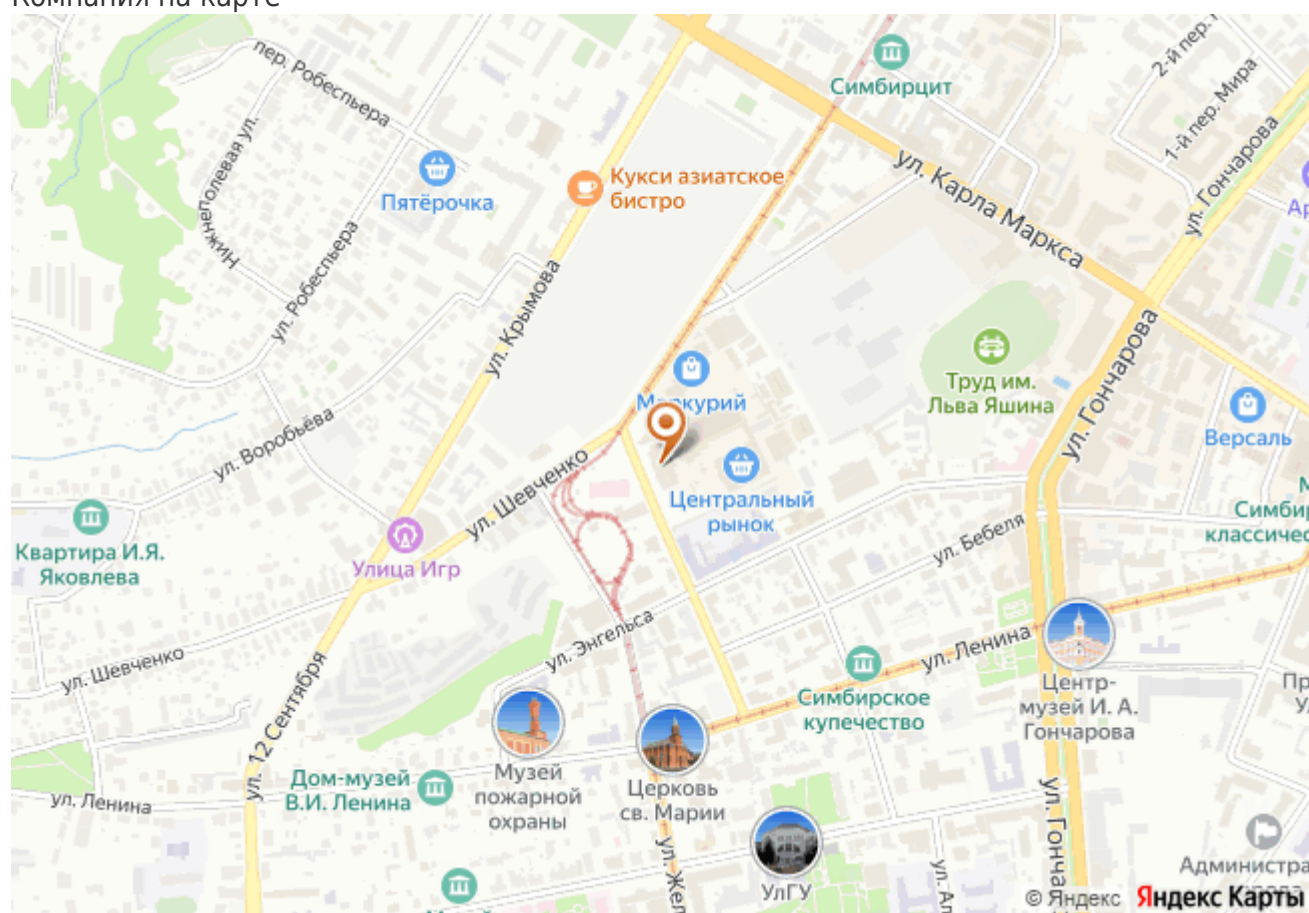 Компания на карте
пер. Робеспьера
Симбирцит
2-й пер.
1-й пер. Мира
Нижнеполевая ул.
Пятёрочка
Кукси азиатское
бистро
ул. Карла Маркса
ул. Гончарова
ул. Робеспьера
ул. Крымова
Труд им.
Льва Яшина
ул. Гончарова
Меркурий
Версаль
ул. Воробьёва
ул. Шевченко
Центральный
рынок
ул. Бебеля
Квартира И.Я.
Яковлева
Улица Игр
ул. Энгельса
ул. Ленина
ул. Шевченко
ул. 12 Сентября
Симбирское
купечество
Центр-
музей И. А.
Гончарова
Дом-музей
В.И. Ленина
Музей
пожарной
охраны
Церковь
св. Марии
ул. Ленина
УлГУ
© Яндекс Яндекс Карты